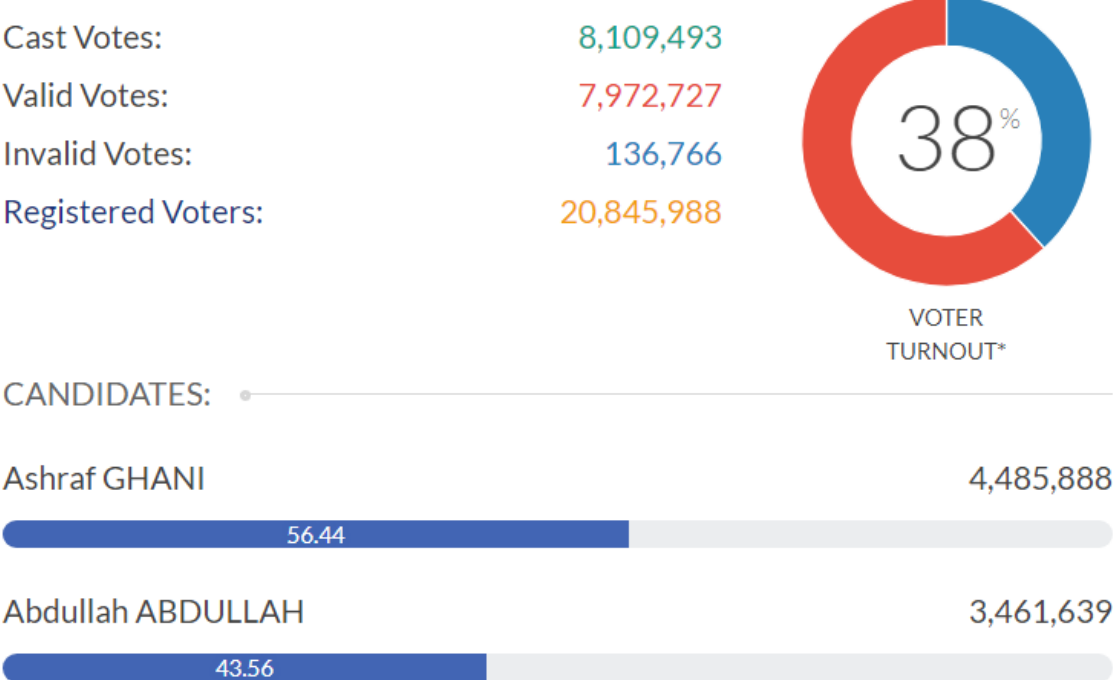 Cast Votes: 8,109,493
Valid Votes: 7,972,727
Invalid Votes: 136,766
Registered Voters: 20,845,988
38%
VOTER
TURNOUT*
CANDIDATES:
Ashraf GHANI 4,485,888
56.44
Abdullah ABDULLAH 3,461,639
43.56